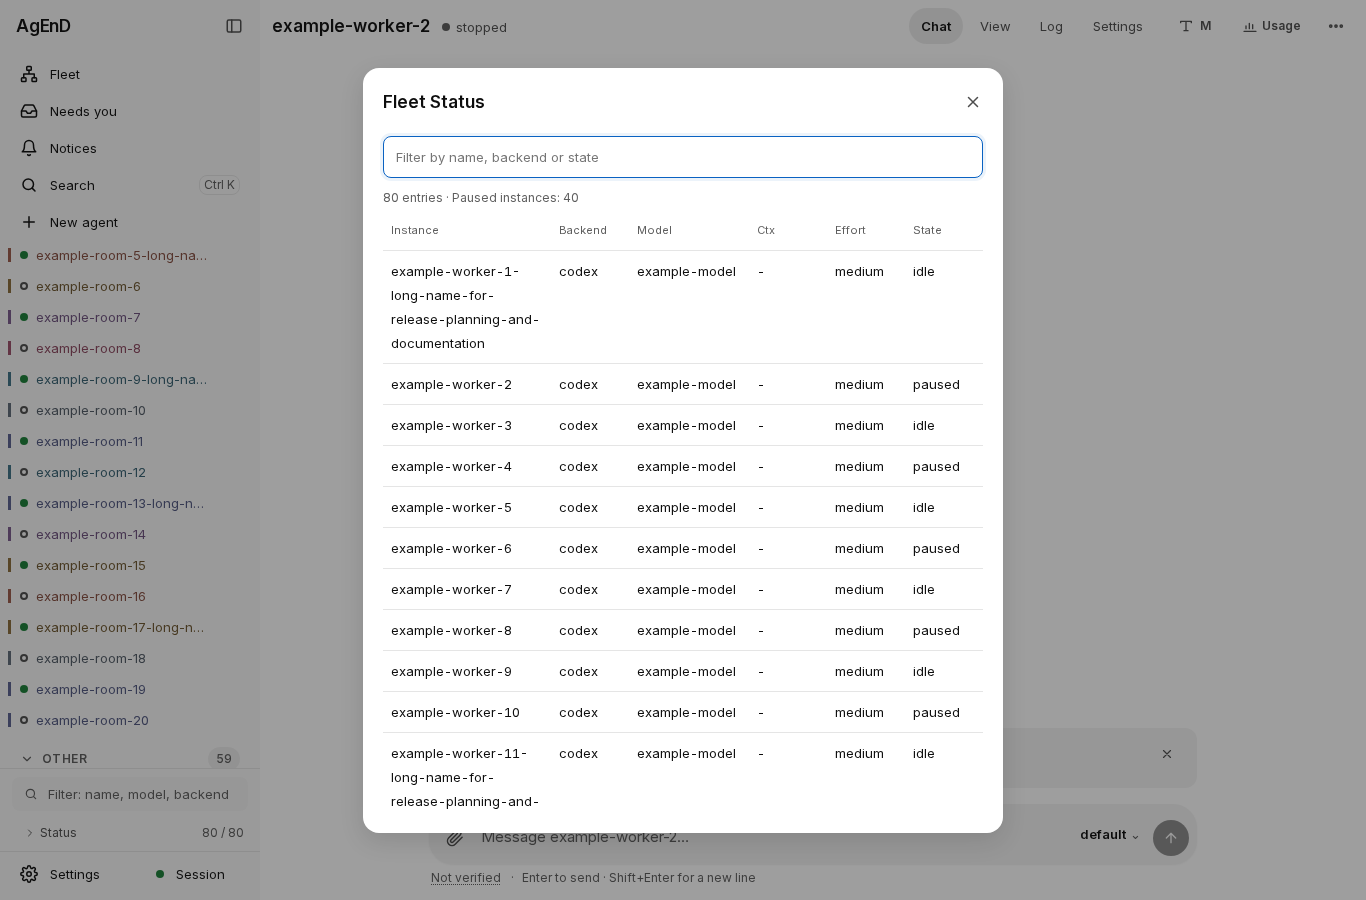 AgEnD
Fleet
Needs you
Notices
Search Ctrl K
New agent
example-room-5-long-na…
example-room-6
example-room-7
example-room-8
example-room-9-long-na…
example-room-10
example-room-11
example-room-12
example-room-13-long-n…
example-room-14
example-room-15
example-room-16
example-room-17-long-n…
example-room-18
example-room-19
example-room-20
OTHER 59
Filter: name, model, backend
Status 80 / 80
Settings Session
example-worker-2 stopped
Chat View Log Settings M Usage
Fleet Status
Filter by name, backend or state
80 entries · Paused instances: 40
Instance Backend Model Ctx Effort State
example-worker-1- codex example-model - medium idle
long-name-for-
release-planning-and-
documentation
example-worker-2 codex example-model - medium paused
example-worker-3 codex example-model - medium idle
example-worker-4 codex example-model - medium paused
example-worker-5 codex example-model - medium idle
example-worker-6 codex example-model - medium paused
example-worker-7 codex example-model - medium idle
example-worker-8 codex example-model - medium paused
example-worker-9 codex example-model - medium idle
example-worker-10 codex example-model - medium paused
example-worker-11- codex example-model - medium idle
long-name-for-
release-planning-and-
Message example-worker-2... default
Not verified · Enter to send · Shift+Enter for a new line